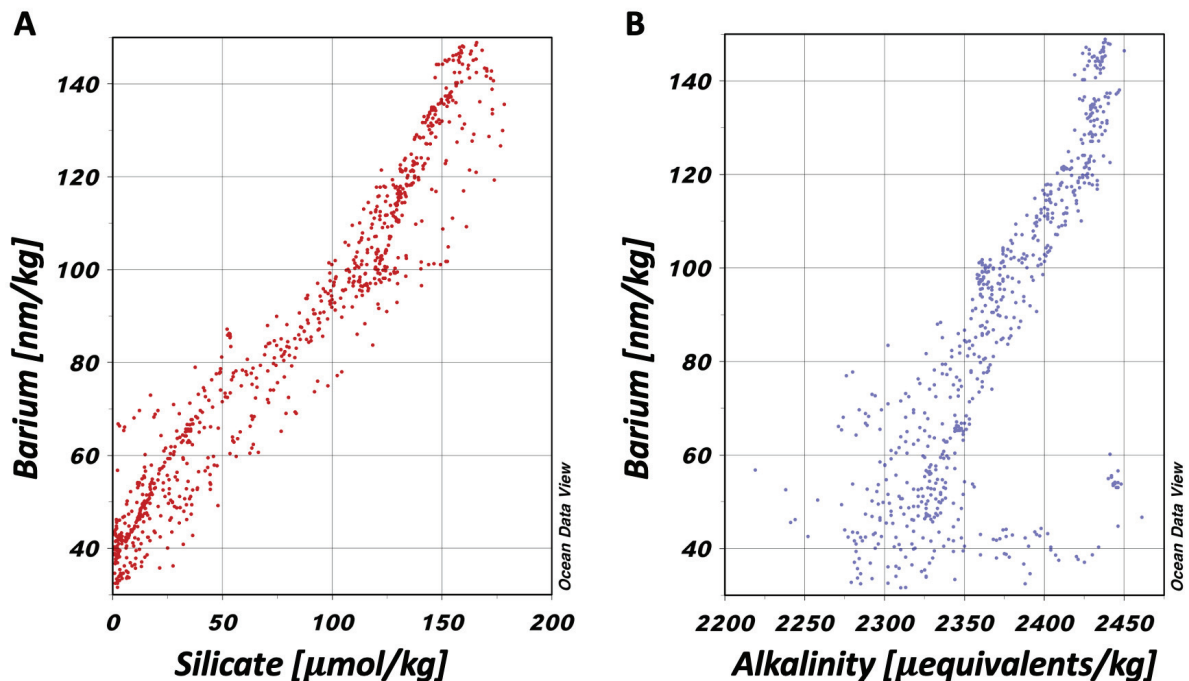 A
Barium [nm/kg]
140
120
100
80
60
40
0
50
100
150
200
Silicate [μmol/kg]
Ocean Data View
B
Barium [nm/kg]
140
120
100
80
60
40
2200
2250
2300
2350
2400
2450
Alkalinity [μequivalents/kg]
Ocean Data View